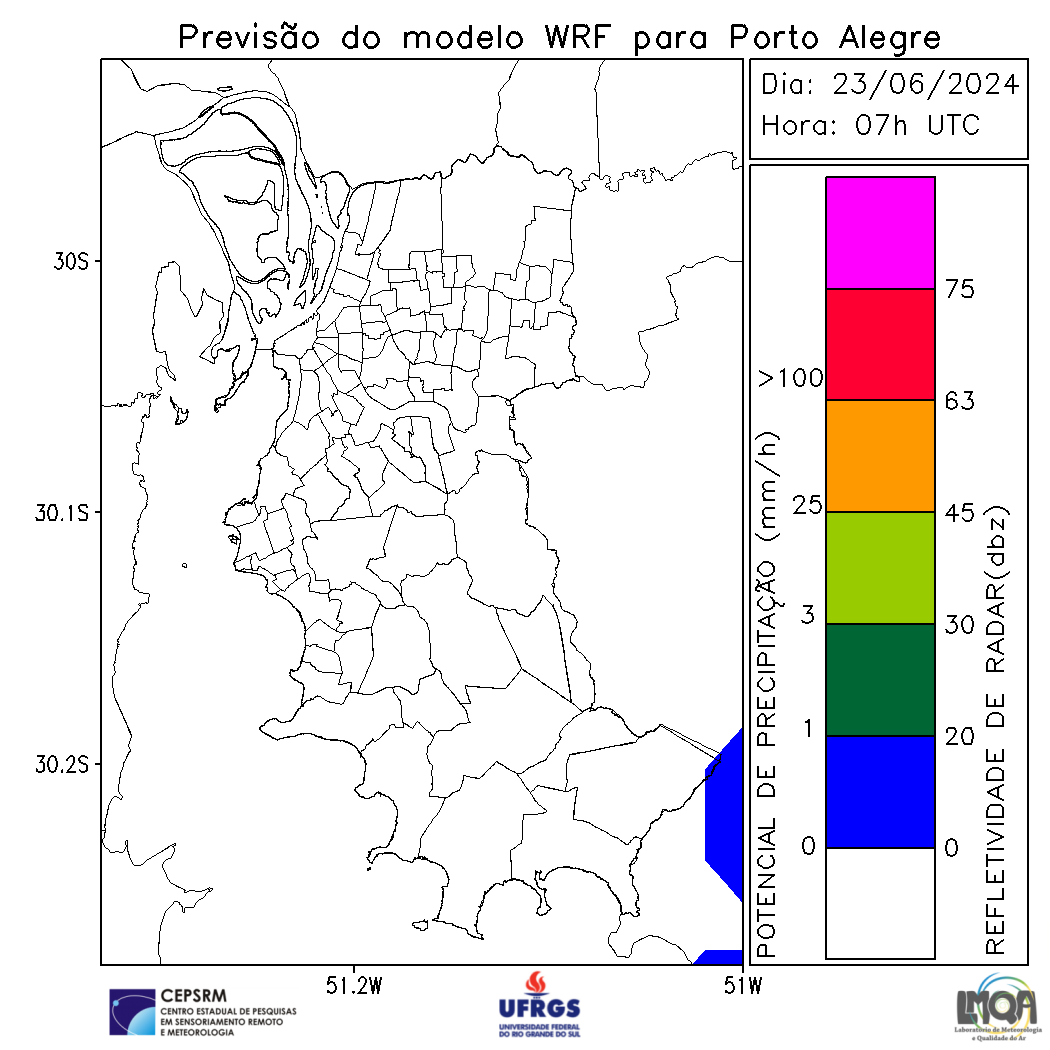 Previsão do modelo WRF para Porto Alegre
Dia: 23/06/2024
Hora: 07h UTC
30S
30.1S
30.2S
51.2W
51W
POTENCIAL DE PRECIPITAÇÃO (mm/h)
>100
25
3
1
0
75
63
45
30
20
0
REFLETIVIDADE DE RADAR(dbz)
CEPSRM
CENTRO ESTADUAL DE PESQUISAS
EM SENSORIAMENTO REMOTO
E METEOROLOGIA
UFRGS
UNIVERSIDADE FEDERAL
DO RIO GRANDE DO SUL
LMQA
Laboratório de Meteorologia
e Qualidade do Ar